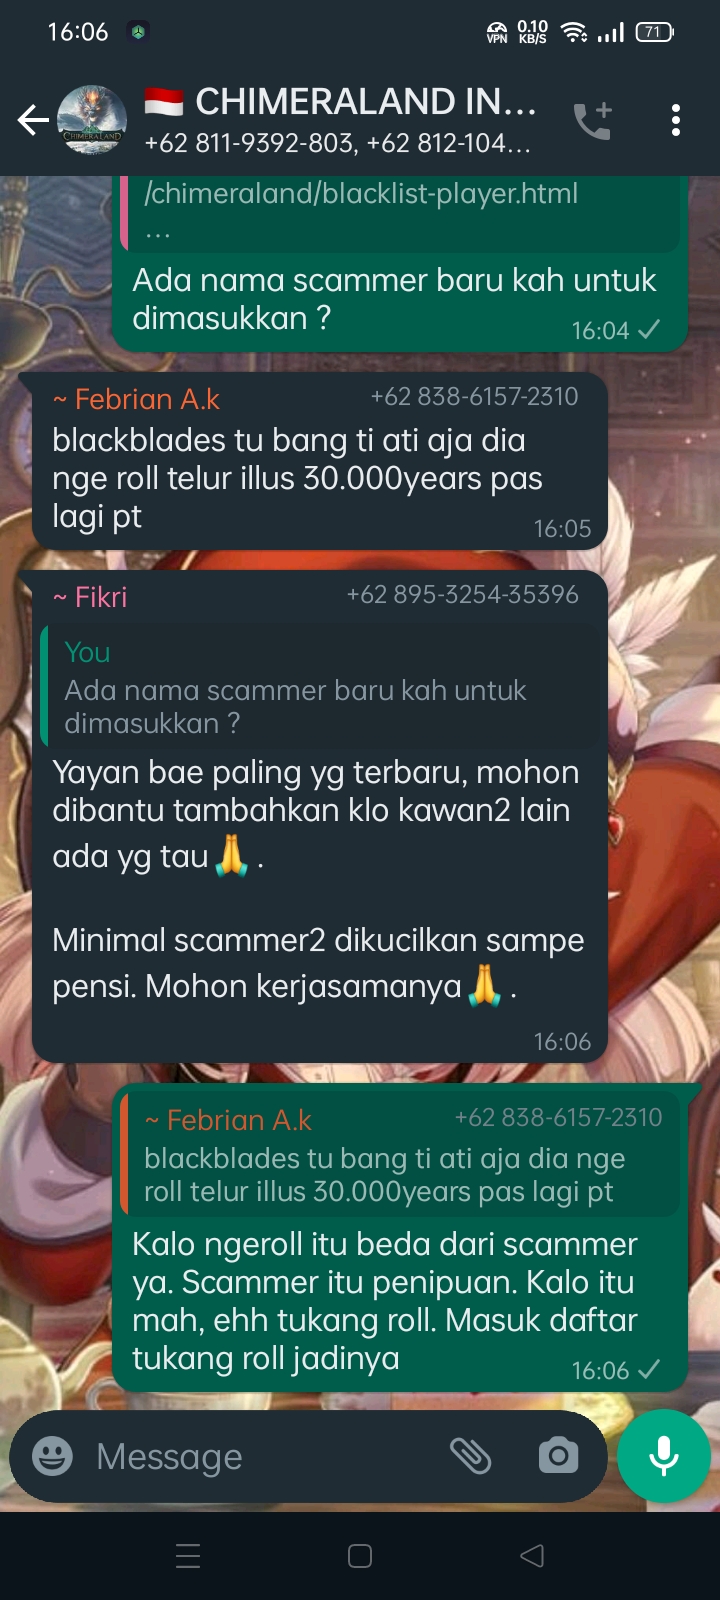 16:06
VPN
0.10
KB/S
71
🇮🇩 CHIMERALAND IN...
+62 811-9392-803, +62 812-104...
CHIMERALAND
/chimeraland/blacklist-player.html
...
Ada nama scammer baru kah untuk
dimasukkan ?
16:04
~ Febrian A.k
+62 838-6157-2310
blackblades tu bang ti ati aja dia
nge roll telur illus 30.000years pas
lagi pt
16:05
~ Fikri
+62 895-3254-35396
You
Ada nama scammer baru kah untuk
dimasukkan ?
Yayan bae paling yg terbaru, mohon
dibantu tambahkan klo kawan2 lain
ada yg tau🙏.
Minimal scammer2 dikucilkan sampe
pensi. Mohon kerjasamanya🙏.
16:06
~ Febrian A.k
+62 838-6157-2310
blackblades tu bang ti ati aja dia nge
roll telur illus 30.000years pas lagi pt
Kalo ngeroll itu beda dari scammer
ya. Scammer itu penipuan. Kalo itu
mah, ehh tukang roll. Masuk daftar
tukang roll jadinya
16:06
Message